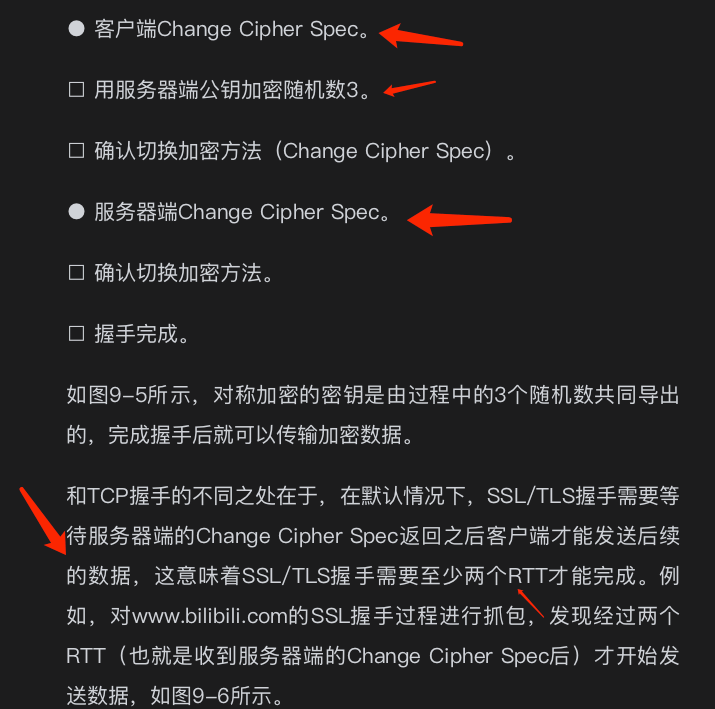 ● 客户端Change Cipher Spec。
□ 用服务器端公钥加密随机数3。
□ 确认切换加密方法（Change Cipher Spec）。
● 服务器端Change Cipher Spec。
□ 确认切换加密方法。
□ 握手完成。
如图9-5所示，对称加密的密钥是由过程中的3个随机数共同导出
的，完成握手后就可以传输加密数据。
和TCP握手的不同之处在于，在默认情况下，SSL/TLS握手需要等
待服务器端的Change Cipher Spec返回之后客户端才能发送后续
的数据，这意味着SSL/TLS握手需要至少两个RTT才能完成。例
如，对www.bilibili.com的SSL握手过程进行抓包，发现经过两个
RTT（也就是收到服务器端的Change Cipher Spec后）才开始发
送数据，如图9-6所示。